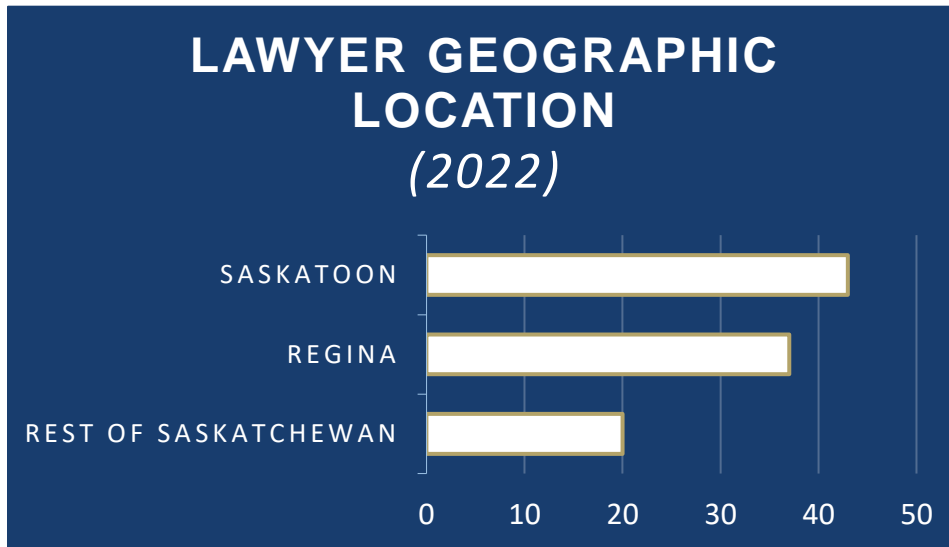 LAWYER GEOGRAPHIC
LOCATION
(2022)
SASKATOON
REGINA
REST OF SASKATCHEWAN
0 10 20 30 40 50